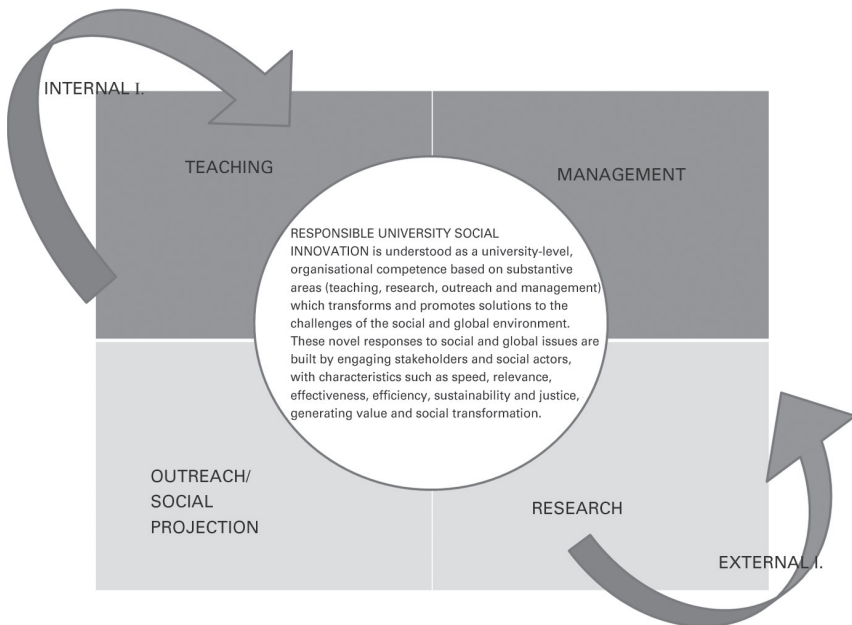 INTERNAL I.
TEACHING
MANAGEMENT
RESPONSIBLE UNIVERSITY SOCIAL
INNOVATION is understood as a university-level,
organisational competence based on substantive
areas (teaching, research, outreach and management)
which transforms and promotes solutions to the
challenges of the social and global environment.
These novel responses to social and global issues are
built by engaging stakeholders and social actors,
with characteristics such as speed, relevance,
effectiveness, efficiency, sustainability and justice,
generating value and social transformation.
OUTREACH/
SOCIAL
PROJECTION
RESEARCH
EXTERNAL I.